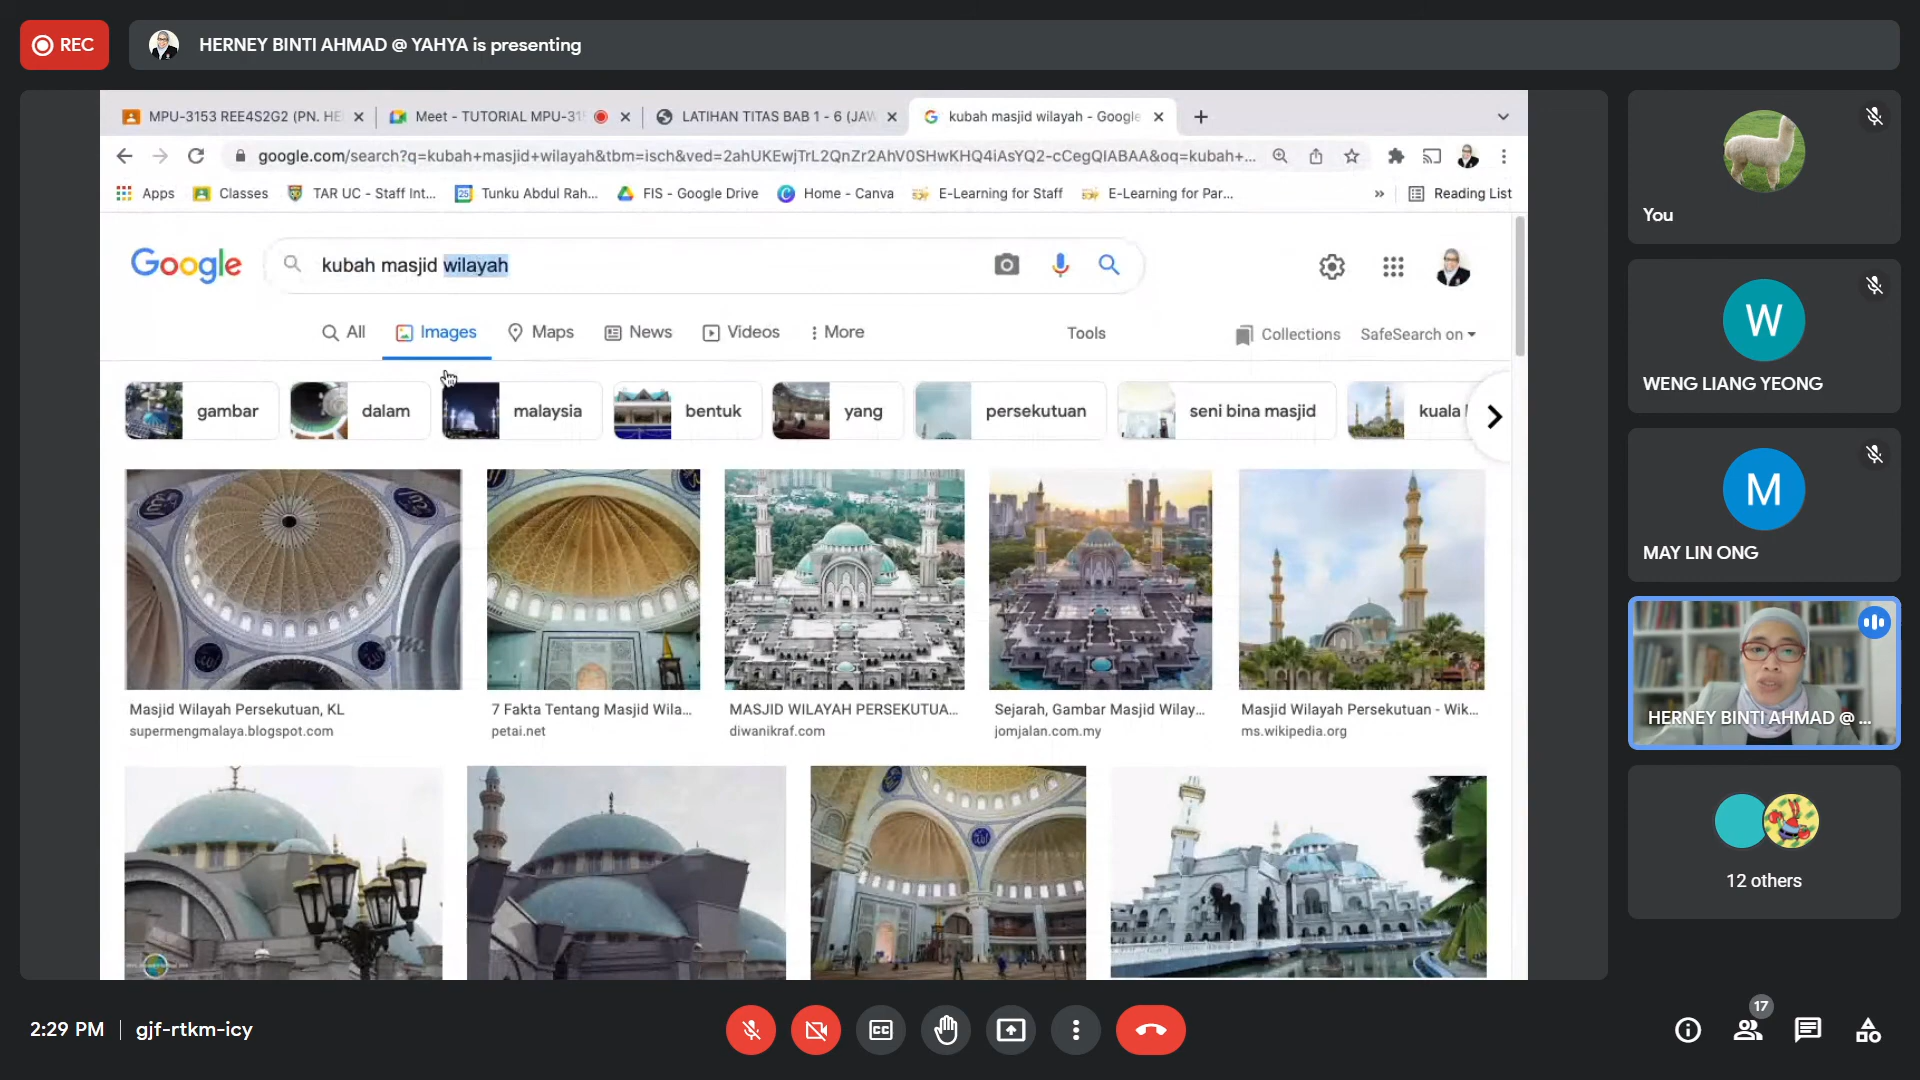 REC
HERNEY BINTI AHMAD @ YAHYA is presenting
MPU-3153 REE4S2G2 (PN. HE
Meet - TUTORIAL MPU-31
LATIHAN TITAS BAB 1 - 6 (JAW
kubah masjid wilayah - Google
google.com/search?q=kubah+masjid+wilayah&tbm=isch&ved=2ahUKEwjTrL2QnZr2AhV0SHwKHQ4iAsYQ2-cCegQIABAA&oq=kubah+...
Apps
Classes
TAR UC - Staff Int...
25
Tunku Abdul Rah...
FIS - Google Drive
Home - Canva
E-Learning for Staff
E-Learning for Par...
»
Reading List
Google
kubah masjid wilayah
All
Images
Maps
News
Videos
More
Tools
Collections
SafeSearch on
gambar
dalam
malaysia
bentuk
yang
persekutuan
seni bina masjid
kuala
Masjid Wilayah Persekutuan, KL
supermengmalaya.blogspot.com
7 Fakta Tentang Masjid Wila...
petai.net
MASJID WILAYAH PERSEKUTUA...
diwanikraf.com
Sejarah, Gambar Masjid Wilay...
jomjalan.com.my
Masjid Wilayah Persekutuan - Wik...
ms.wikipedia.org
You
W
WENG LIANG YEONG
M
MAY LIN ONG
HERNEY BINTI AHMAD @ ...
12 others
2:29 PM
gjf-rtkm-icy
CC
17